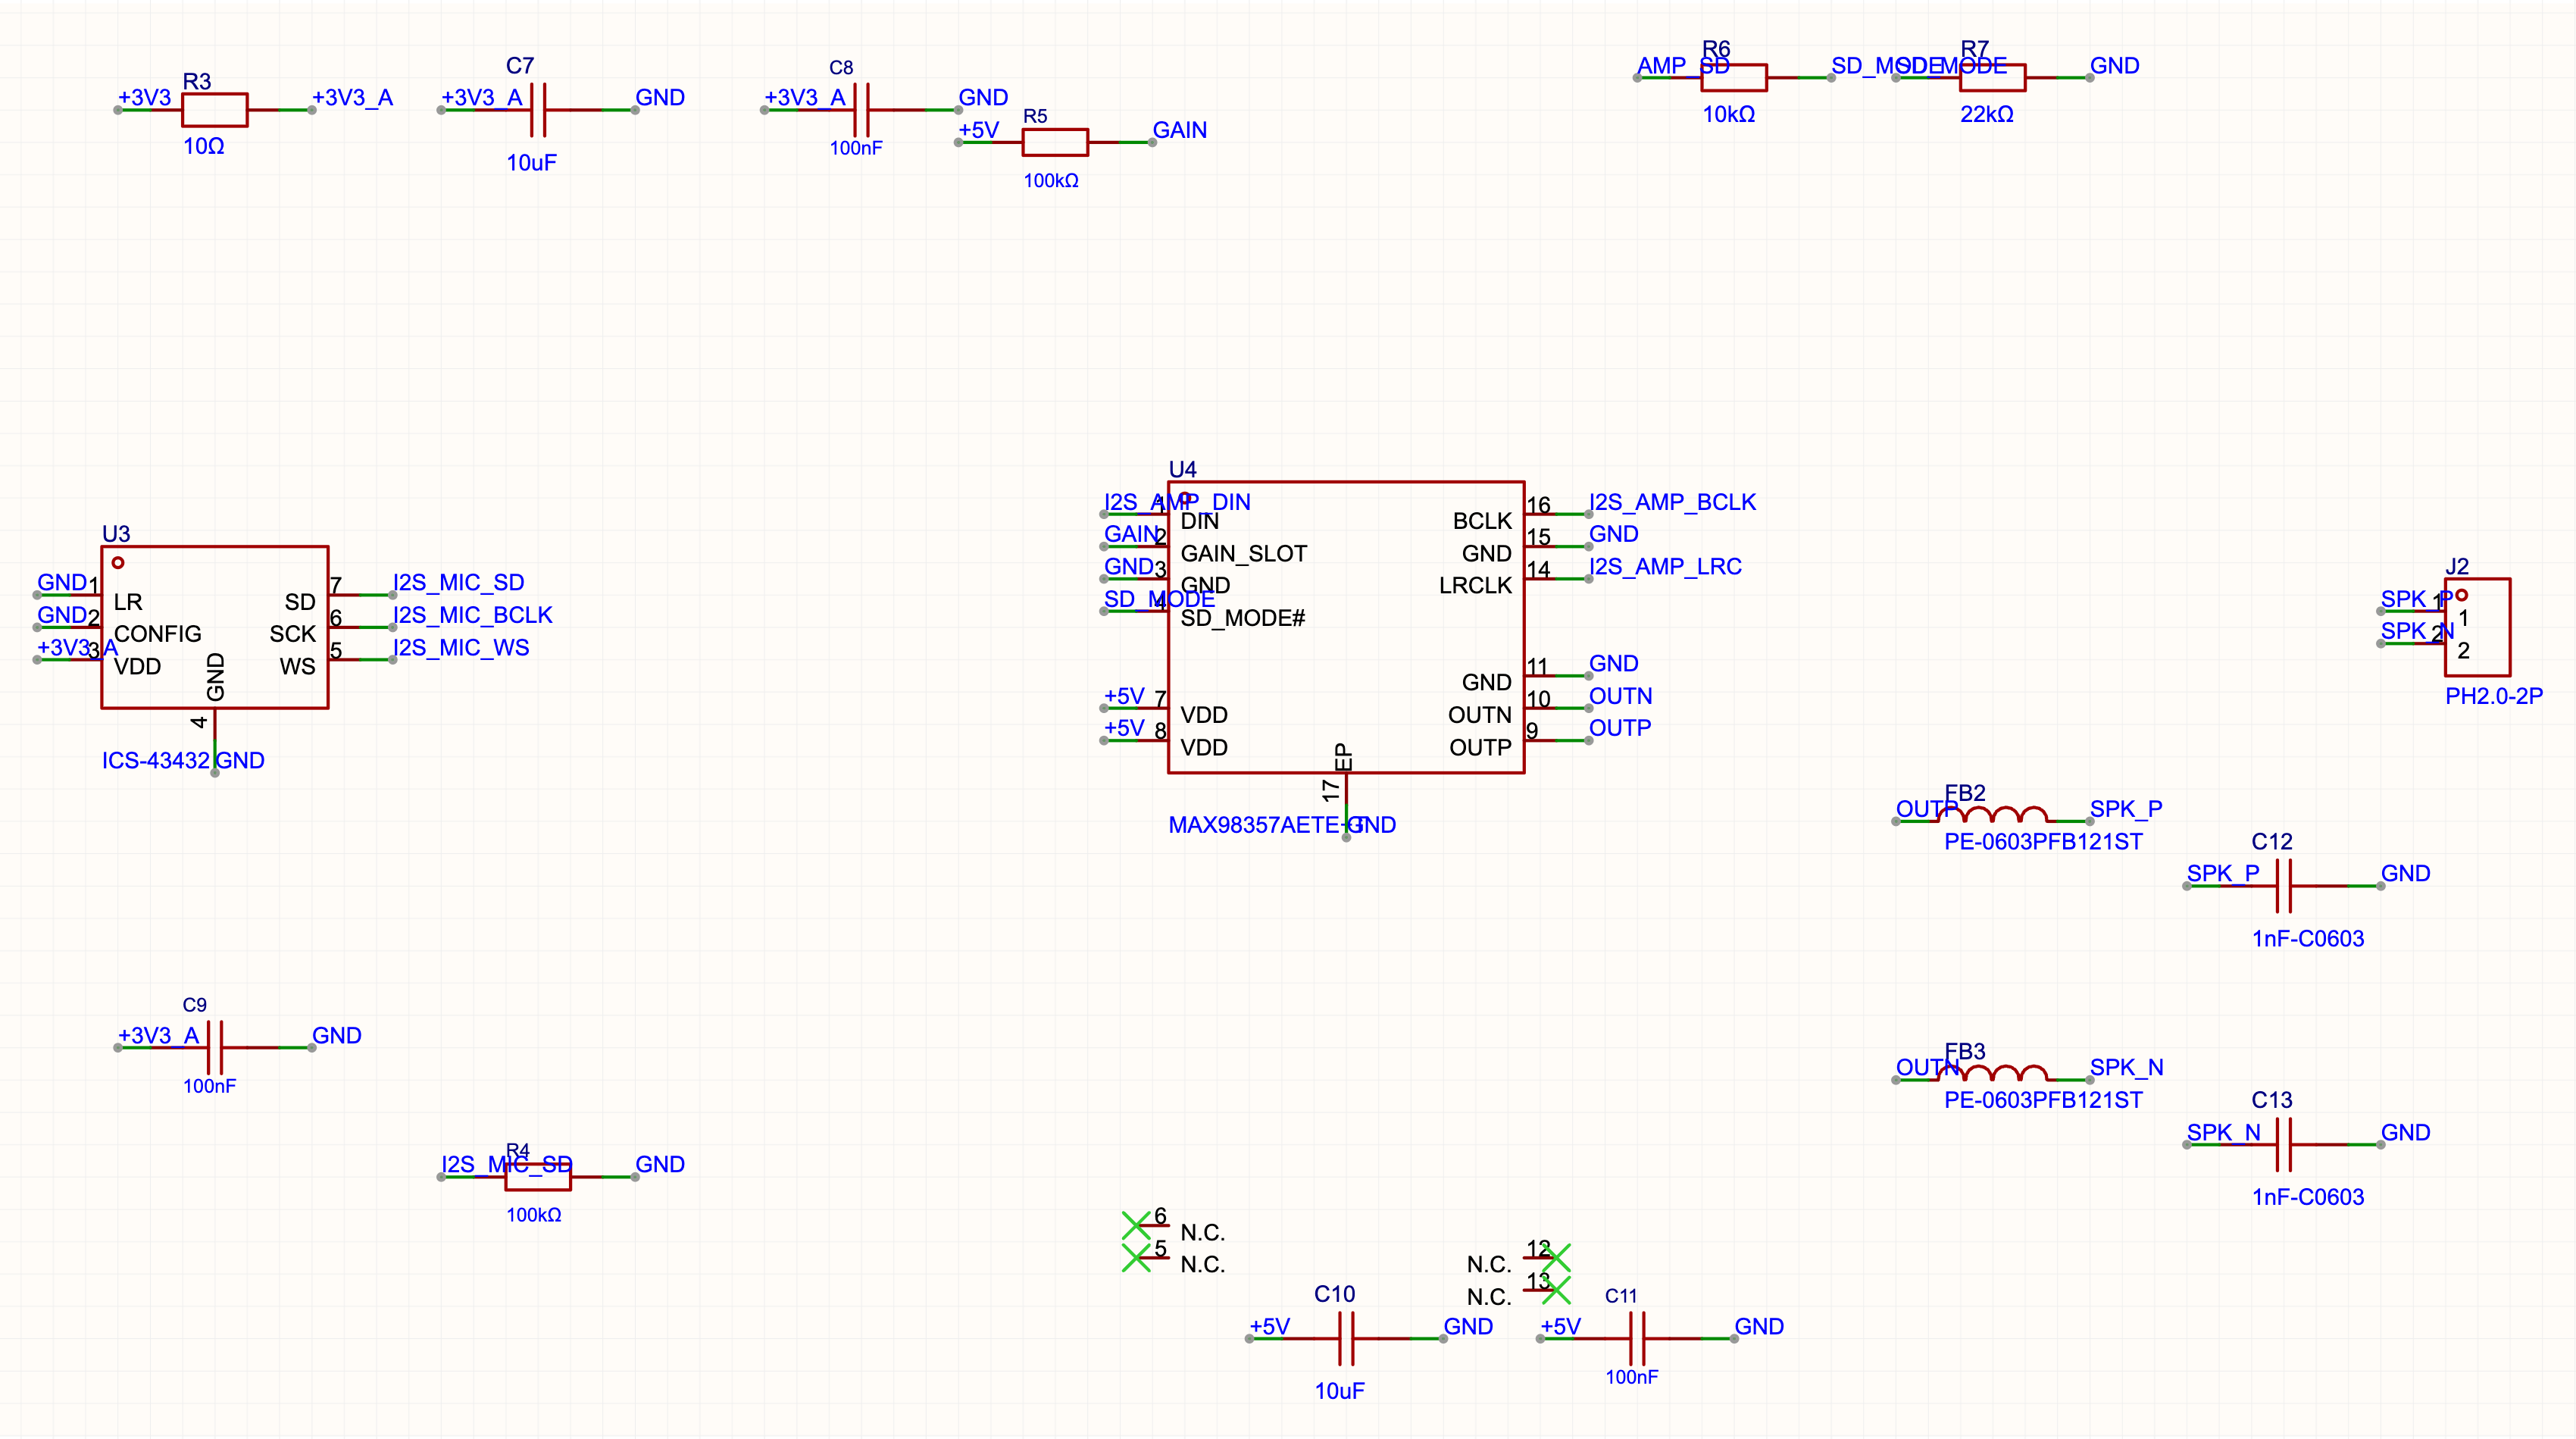 R3
+3V3
+3V3_A
10Ω
C7
+3V3_A
GND
10uF
C8
+3V3_A
GND
100nF
R5
+5V
GAIN
100kΩ
R6
AMP_SD
SD_MODE
10kΩ
R7
SD_MODE
GND
22kΩ
U3
GND
1
LR
GND
2
CONFIG
+3V3_A
3
VDD
7
SD
I2S_MIC_SD
6
SCK
I2S_MIC_BCLK
5
WS
I2S_MIC_WS
GND
4
ICS-43432
GND
U4
I2S_AMP_DIN
1
DIN
GAIN
2
GAIN_SLOT
GND
3
GND
SD_MODE
4
SD_MODE#
+5V
7
VDD
+5V
8
VDD
16
BCLK
I2S_AMP_BCLK
15
GND
GND
14
LRCLK
I2S_AMP_LRC
11
GND
GND
10
OUTN
OUTN
9
OUTP
OUTP
EP
17
MAX98357AETE+T
GND
J2
SPK_P
1
1
SPK_N
2
2
PH2.0-2P
FB2
OUTP
SPK_P
PE-0603PFB121ST
C12
SPK_P
GND
1nF-C0603
C9
+3V3_A
GND
100nF
FB3
OUTN
SPK_N
PE-0603PFB121ST
C13
SPK_N
GND
1nF-C0603
R4
I2S_MIC_SD
GND
100kΩ
6
N.C.
5
N.C.
12
N.C.
13
N.C.
C10
+5V
GND
10uF
C11
+5V
GND
100nF